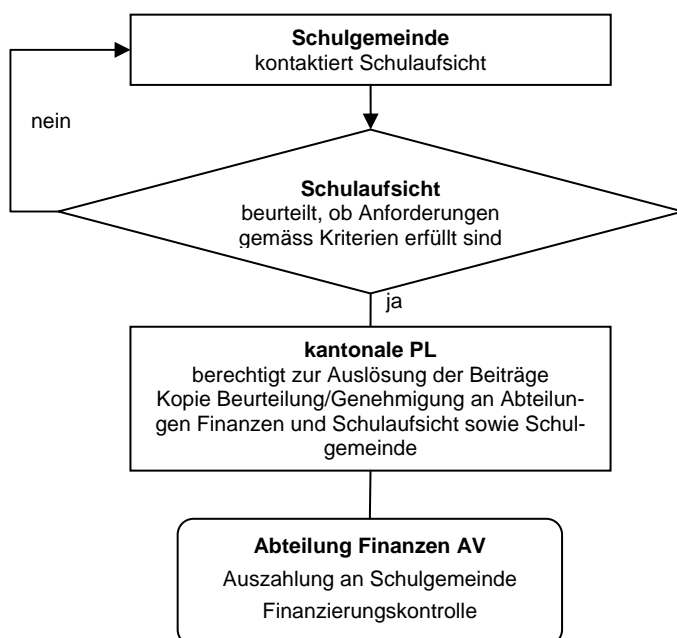 Schulgemeinde
kontaktiert Schulaufsicht
nein
Schulaufsicht
beurteilt, ob Anforderungen
gemäss Kriterien erfüllt sind
ja
kantonale PL
berechtigt zur Auslösung der Beiträge
Kopie Beurteilung/Genehmigung an Abteilun-
gen Finanzen und Schulaufsicht sowie Schul-
gemeinde
Abteilung Finanzen AV
Auszahlung an Schulgemeinde
Finanzierungskontrolle